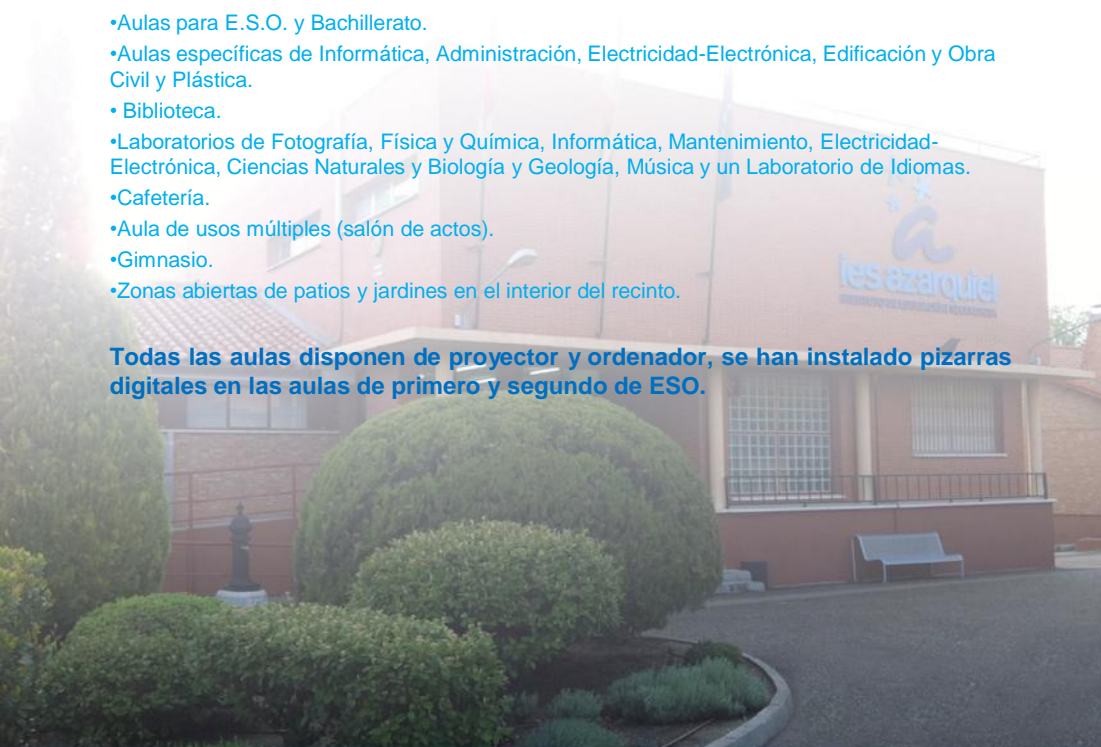 •Aulas para E.S.O. y Bachillerato.
•Aulas específicas de Informática, Administración, Electricidad-Electrónica, Edificación y Obra
Civil y Plástica.
• Biblioteca.
•Laboratorios de Fotografía, Física y Química, Informática, Mantenimiento, Electricidad-
Electrónica, Ciencias Naturales y Biología y Geología, Música y un Laboratorio de Idiomas.
•Cafetería.
•Aula de usos múltiples (salón de actos).
•Gimnasio.
•Zonas abiertas de patios y jardines en el interior del recinto.
a
ies azarquiel
Todas las aulas disponen de proyector y ordenador, se han instalado pizarras
digitales en las aulas de primero y segundo de ESO.